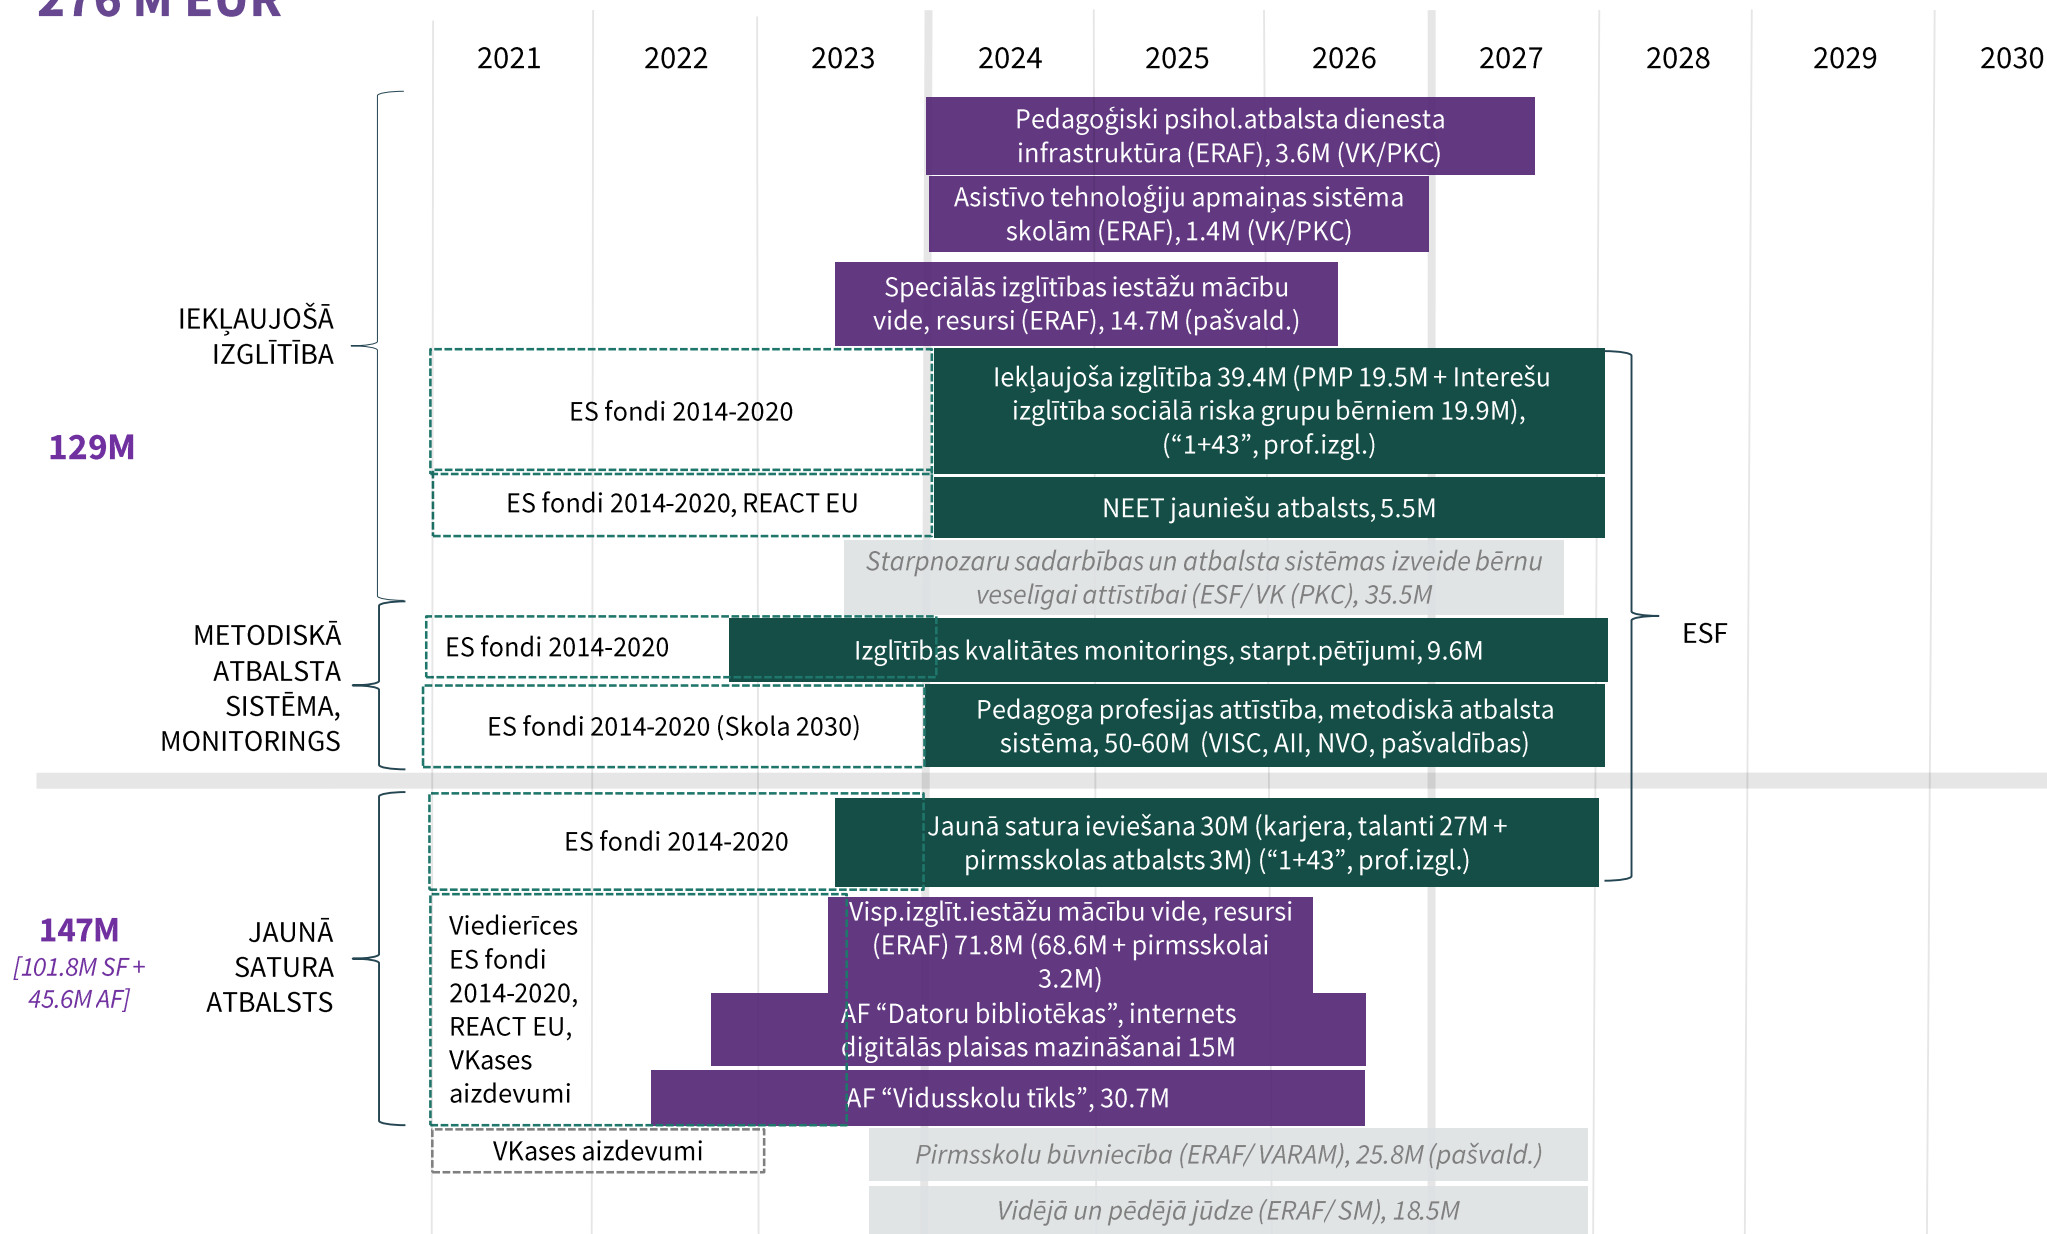 276 M EUR
2021 2022 2023 2024 2025 2026 2027 2028 2029 2030
Pedagoģiski psihol.atbalsta dienesta
infrastruktūra (ERAF), 3.6M (VK/PKC)
Asistīvo tehnoloģiju apmaiņas sistēma
skolām (ERAF), 1.4M (VK/PKC)
Speciālās izglītības iestāžu mācību
vide, resursi (ERAF), 14.7M (pašvald.)
IEKĻAUJOŠĀ
IZGLĪTĪBA
129M
ES fondi 2014-2020
Iekļaujoša izglītība 39.4M (PMP 19.5M + Interešu
izglītība sociālā riska grupu bērniem 19.9M),
(“1+43”, prof.izgl.)
ES fondi 2014-2020, REACT EU
NEET jauniešu atbalsts, 5.5M
Starpnozaru sadarbības un atbalsta sistēmas izveide bērnu
veselīgai attīstībai (ESF/ VK (PKC), 35.5M
METODISKĀ
ATBALSTA
SISTĒMA,
MONITORINGS
ES fondi 2014-2020
Izglītības kvalitātes monitorings, starpt.pētījumi, 9.6M
ESF
ES fondi 2014-2020 (Skola 2030)
Pedagoga profesijas attīstība, metodiskā atbalsta
sistēma, 50-60M (VISC, AII, NVO, pašvaldības)
ES fondi 2014-2020
Jaunā satura ieviešana 30M (karjera, talanti 27M +
pirmsskolas atbalsts 3M) (“1+43”, prof.izgl.)
147M
[101.8M SF +
45.6M AF]
JAUNĀ
SATURA
ATBALSTS
Viedierīces
ES fondi
2014-2020,
REACT EU,
VKases
aizdevumi
Visp.izglīt.iestāžu mācību vide, resursi
(ERAF) 71.8M (68.6M + pirmsskolai
3.2M)
AF “Datoru bibliotēkas”, internets
digitālās plaisas mazināšanai 15M
AF “Vidusskolu tīkls”, 30.7M
VKases aizdevumi
Pirmsskolu būvniecība (ERAF/ VARAM), 25.8M (pašvald.)
Vidējā un pēdējā jūdze (ERAF/ SM), 18.5M